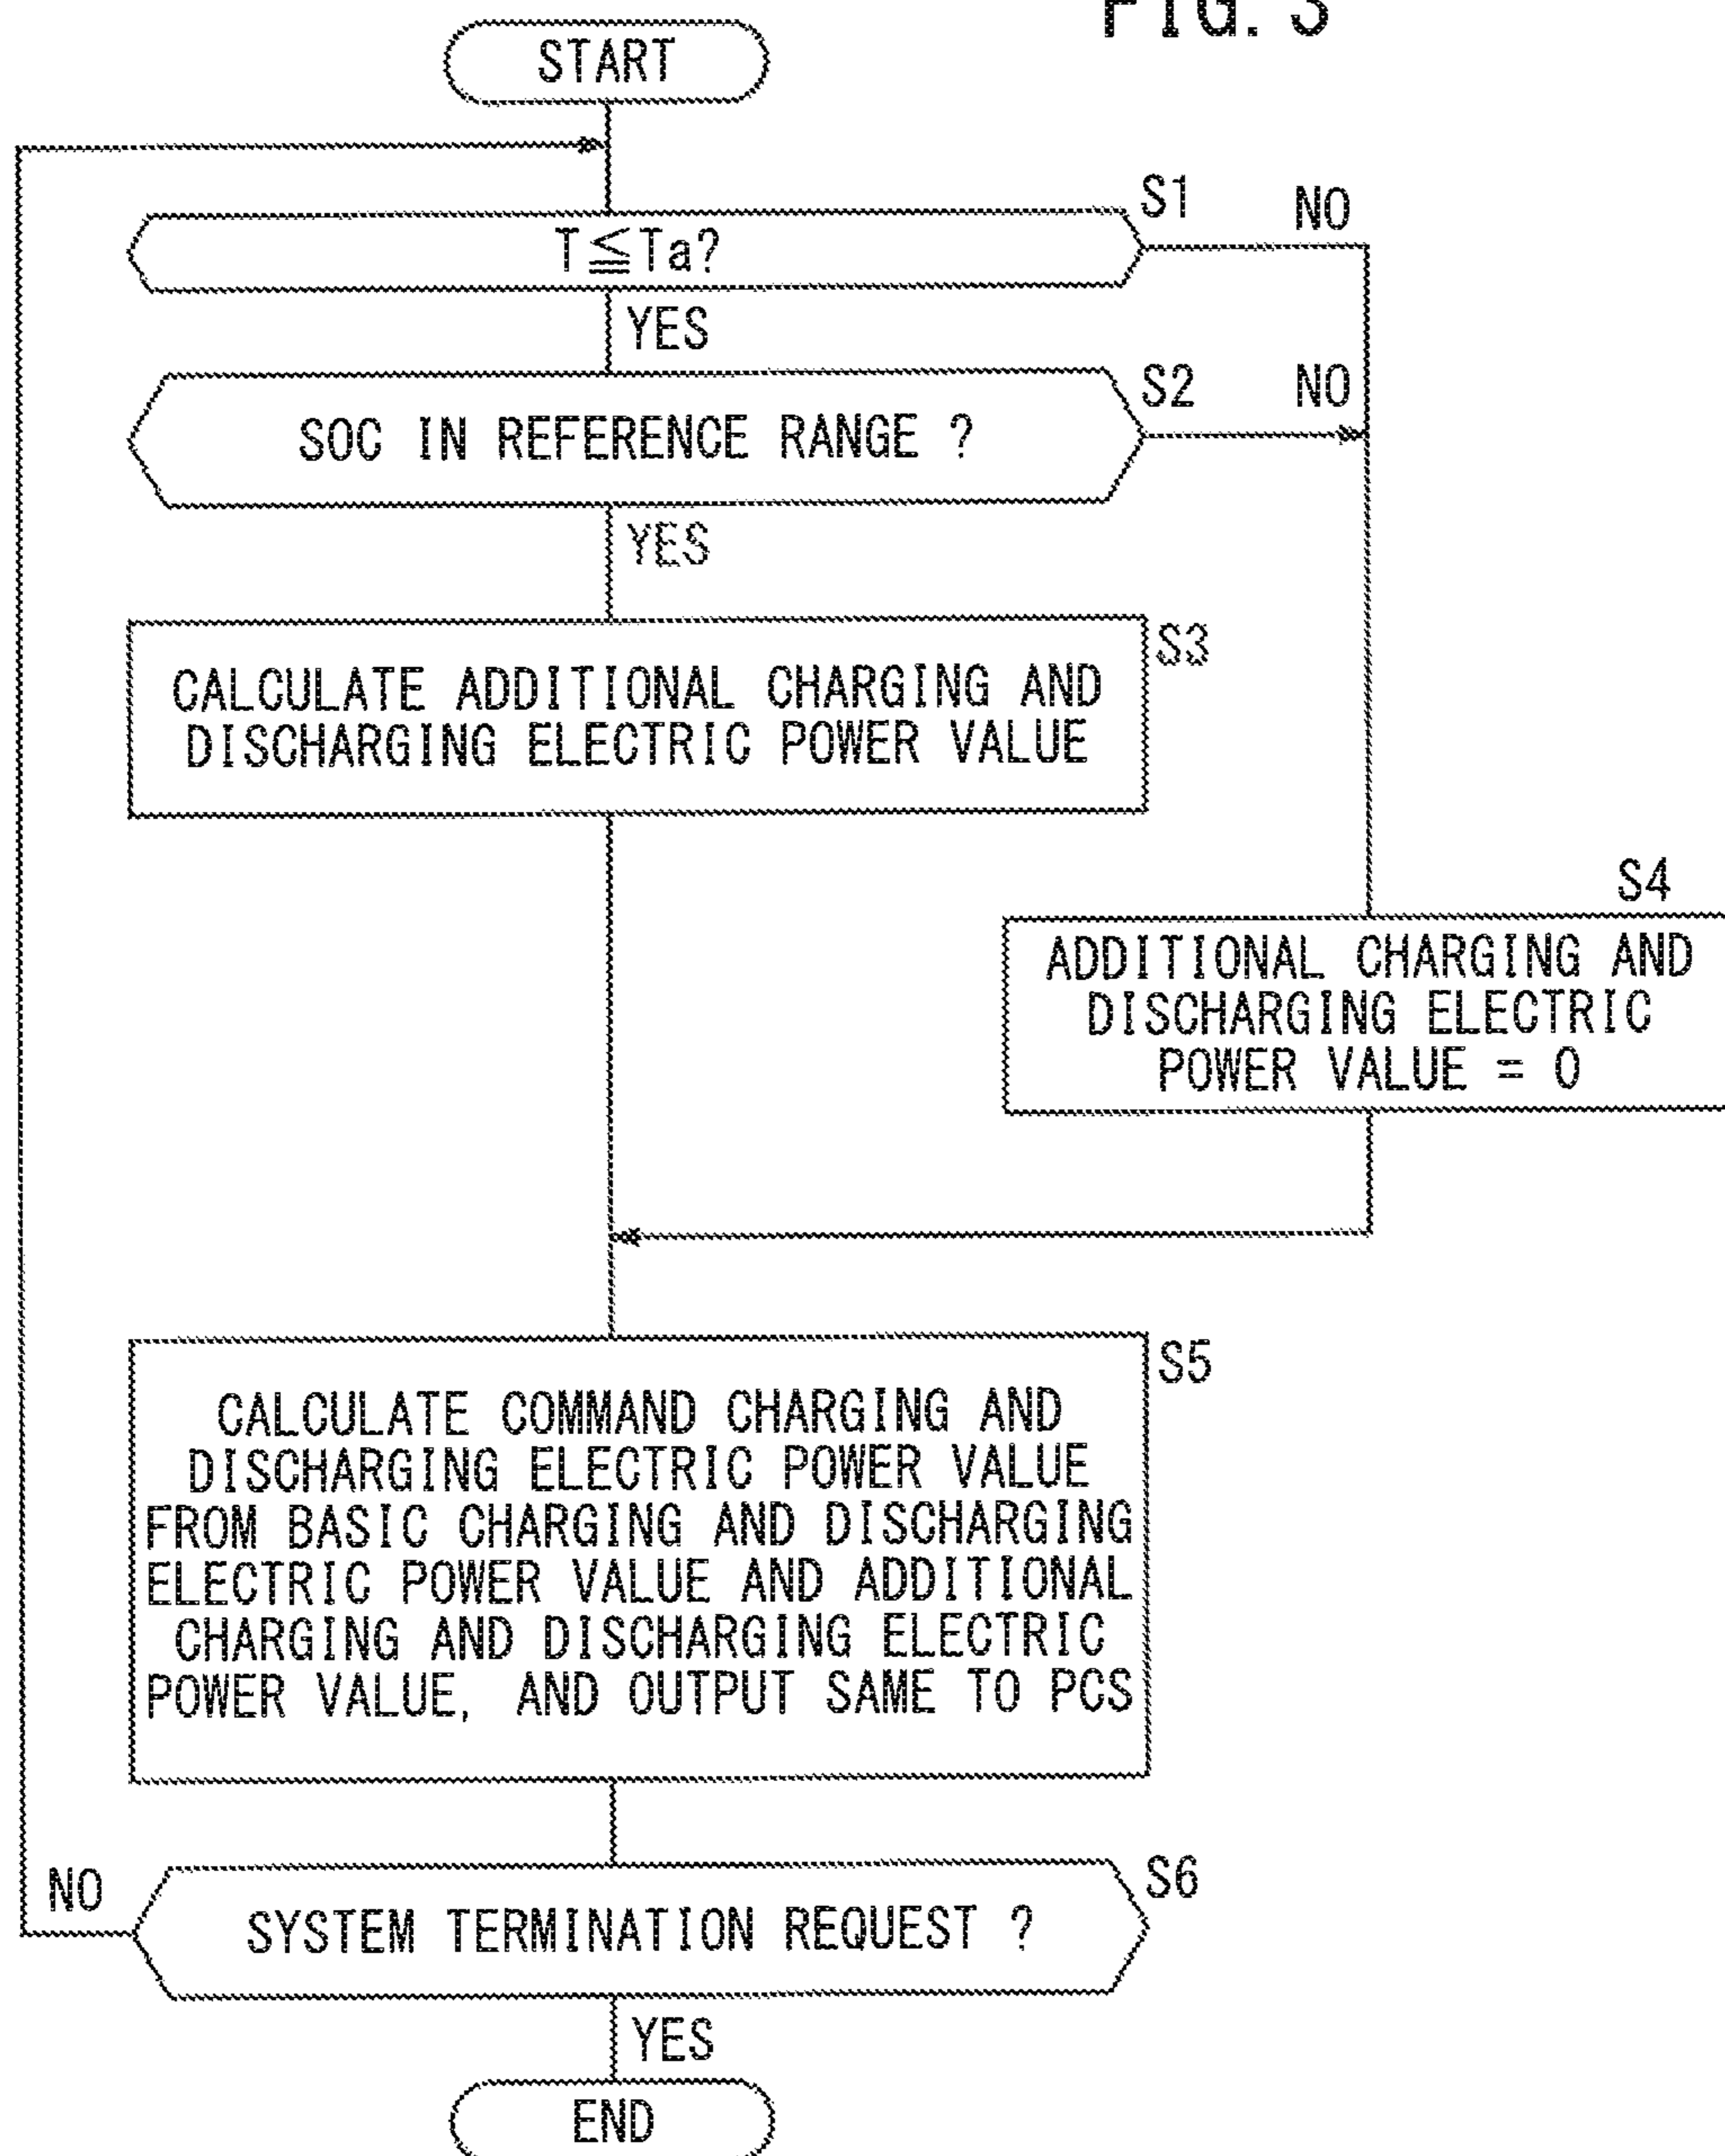 FIG. 3
START
S1
NO
T≦Ta?
YES
S2
NO
SOC IN REFERENCE RANGE ?
YES
S3
CALCULATE ADDITIONAL CHARGING AND
DISCHARGING ELECTRIC POWER VALUE
S4
ADDITIONAL CHARGING AND
DISCHARGING ELECTRIC
POWER VALUE = 0
S5
CALCULATE COMMAND CHARGING AND
DISCHARGING ELECTRIC POWER VALUE
FROM BASIC CHARGING AND DISCHARGING
ELECTRIC POWER VALUE AND ADDITIONAL
CHARGING AND DISCHARGING ELECTRIC
POWER VALUE, AND OUTPUT SAME TO PCS
NO
S6
SYSTEM TERMINATION REQUEST ?
YES
END